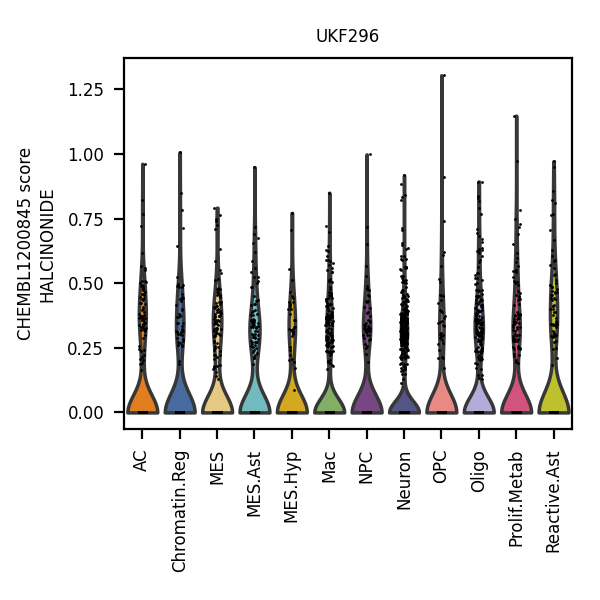 UKF296
CHEMBL1200845 score
HALCINONIDE
1.25
1.00
0.75
0.50
0.25
0.00
AC
Chromatin.Reg
MES
MES.Ast
MES.Hyp
Mac
NPC
Neuron
OPC
Oligo
Prolif.Metab
Reactive.Ast